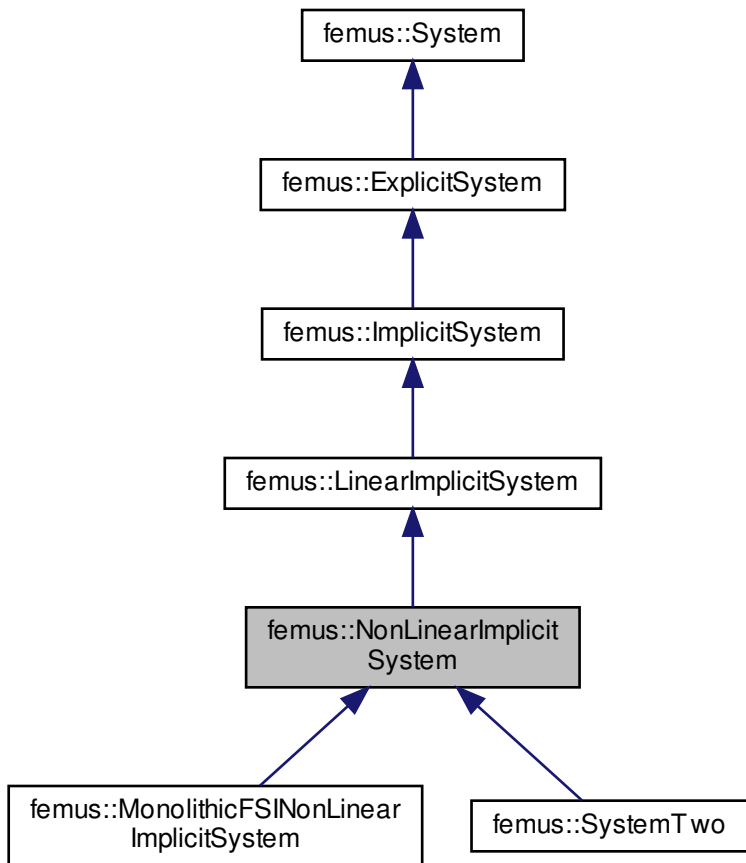 femus::System
femus::ExplicitSystem
femus::ImplicitSystem
femus::LinearImplicitSystem
femus::NonLinearImplicit
System
femus::MonolithicFSINonLinear
ImplicitSystem
femus::SystemTwo